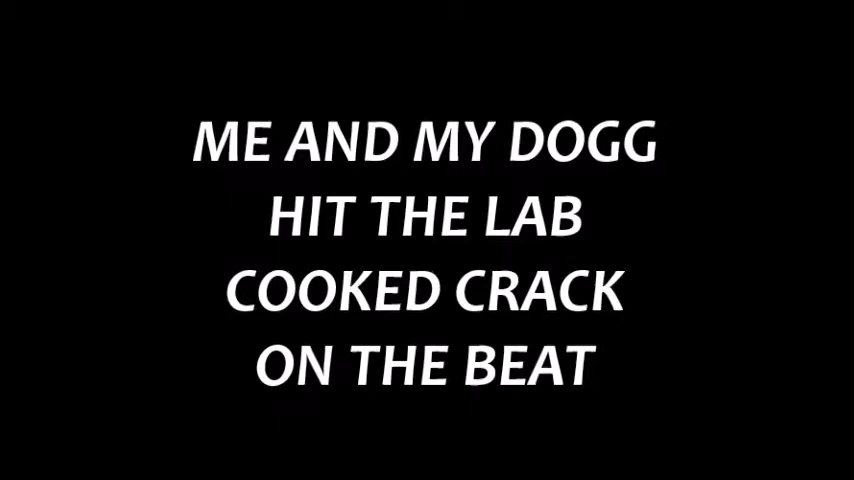 ME AND MY DOGG
HIT THE LAB
COOKED CRACK
ON THE BEAT